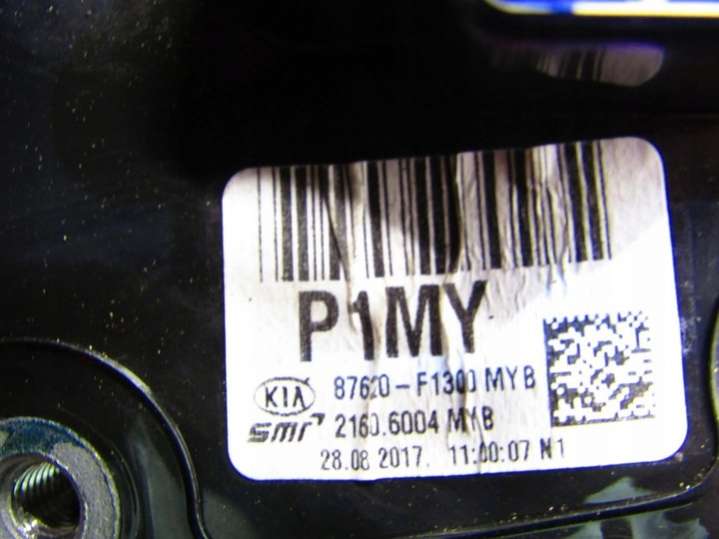 P1MY
KIA 87620-F1300 MYB
smr 2160.6004 MYB
28.08 2017. 11:00:07 N1